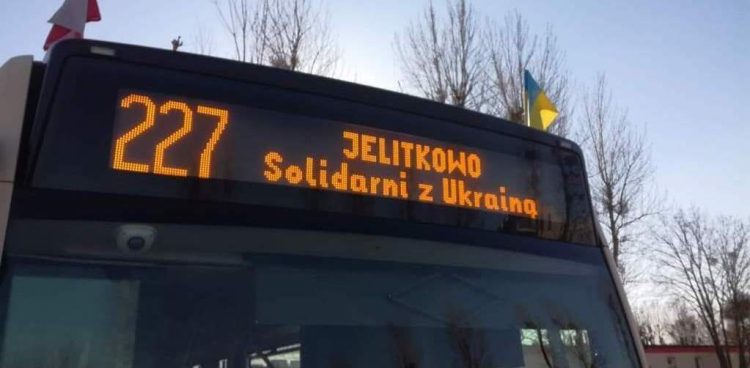 227
JELITKOWO
Solidarni z Ukrainą